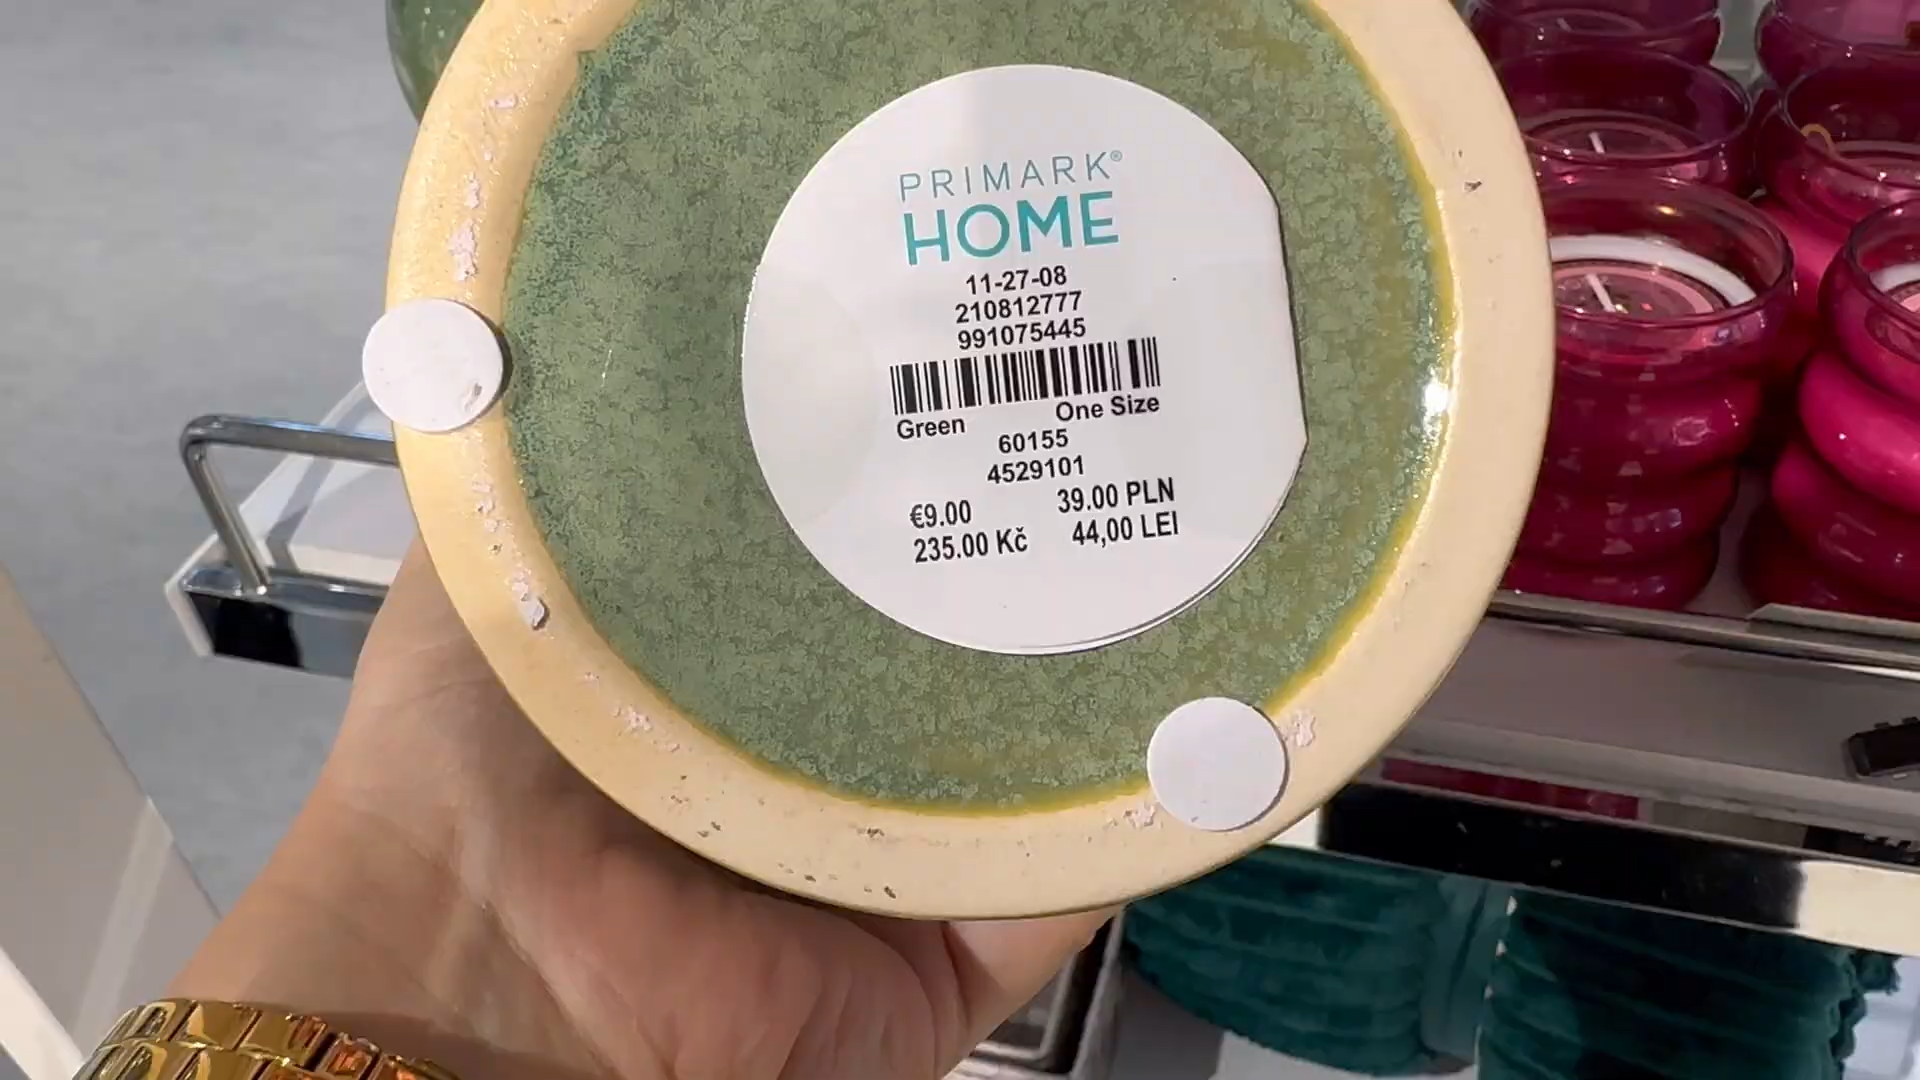 PRIMARK®
HOME
11-27-08
210812777
991075445
Green One Size
60155
4529101
€9.00 39.00 PLN
235.00 Kč 44,00 LEI